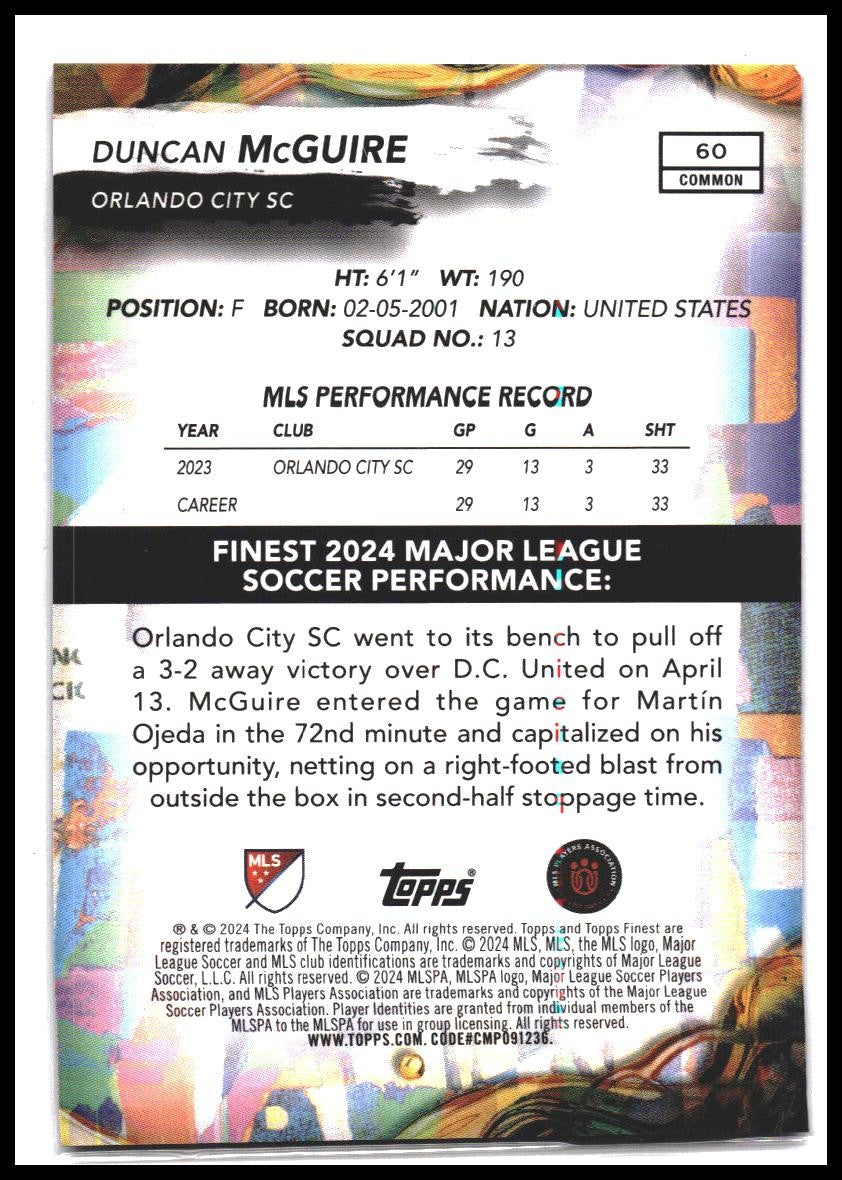 DUNCAN McGUIRE
ORLANDO CITY SC
60
COMMON
HT: 6'1" WT: 190
POSITION: F BORN: 02-05-2001 NATION: UNITED STATES
SQUAD NO.: 13
MLS PERFORMANCE RECORD
YEAR CLUB GP G A SHT
2023 ORLANDO CITY SC 29 13 3 33
CAREER 29 13 3 33
FINEST 2024 MAJOR LEAGUE
SOCCER PERFORMANCE:
Orlando City SC went to its bench to pull off
a 3-2 away victory over D.C. United on April
13. McGuire entered the game for Martín
Ojeda in the 72nd minute and capitalized on his
opportunity, netting on a right-footed blast from
outside the box in second-half stoppage time.
MLS
topps®
MLS PLAYERS ASSOCIATION
® & © 2024 The Topps Company, Inc. All rights reserved. Topps and Topps Finest are
registered trademarks of The Topps Company, Inc. © 2024 MLS, MLS, the MLS logo, Major
League Soccer and MLS club identifications are trademarks and copyrights of Major League
Soccer, L.L.C. All rights reserved. © 2024 MLSPA, MLSPA logo, Major League Soccer Players
Association, and MLS Players Association are trademarks and copyrights of the Major League
Soccer Players Association. Player Identities are granted from individual members of the
MLSPA to the MLSPA for use in group licensing. All rights reserved.
WWW.TOPPS.COM. CODE#CMP091236.